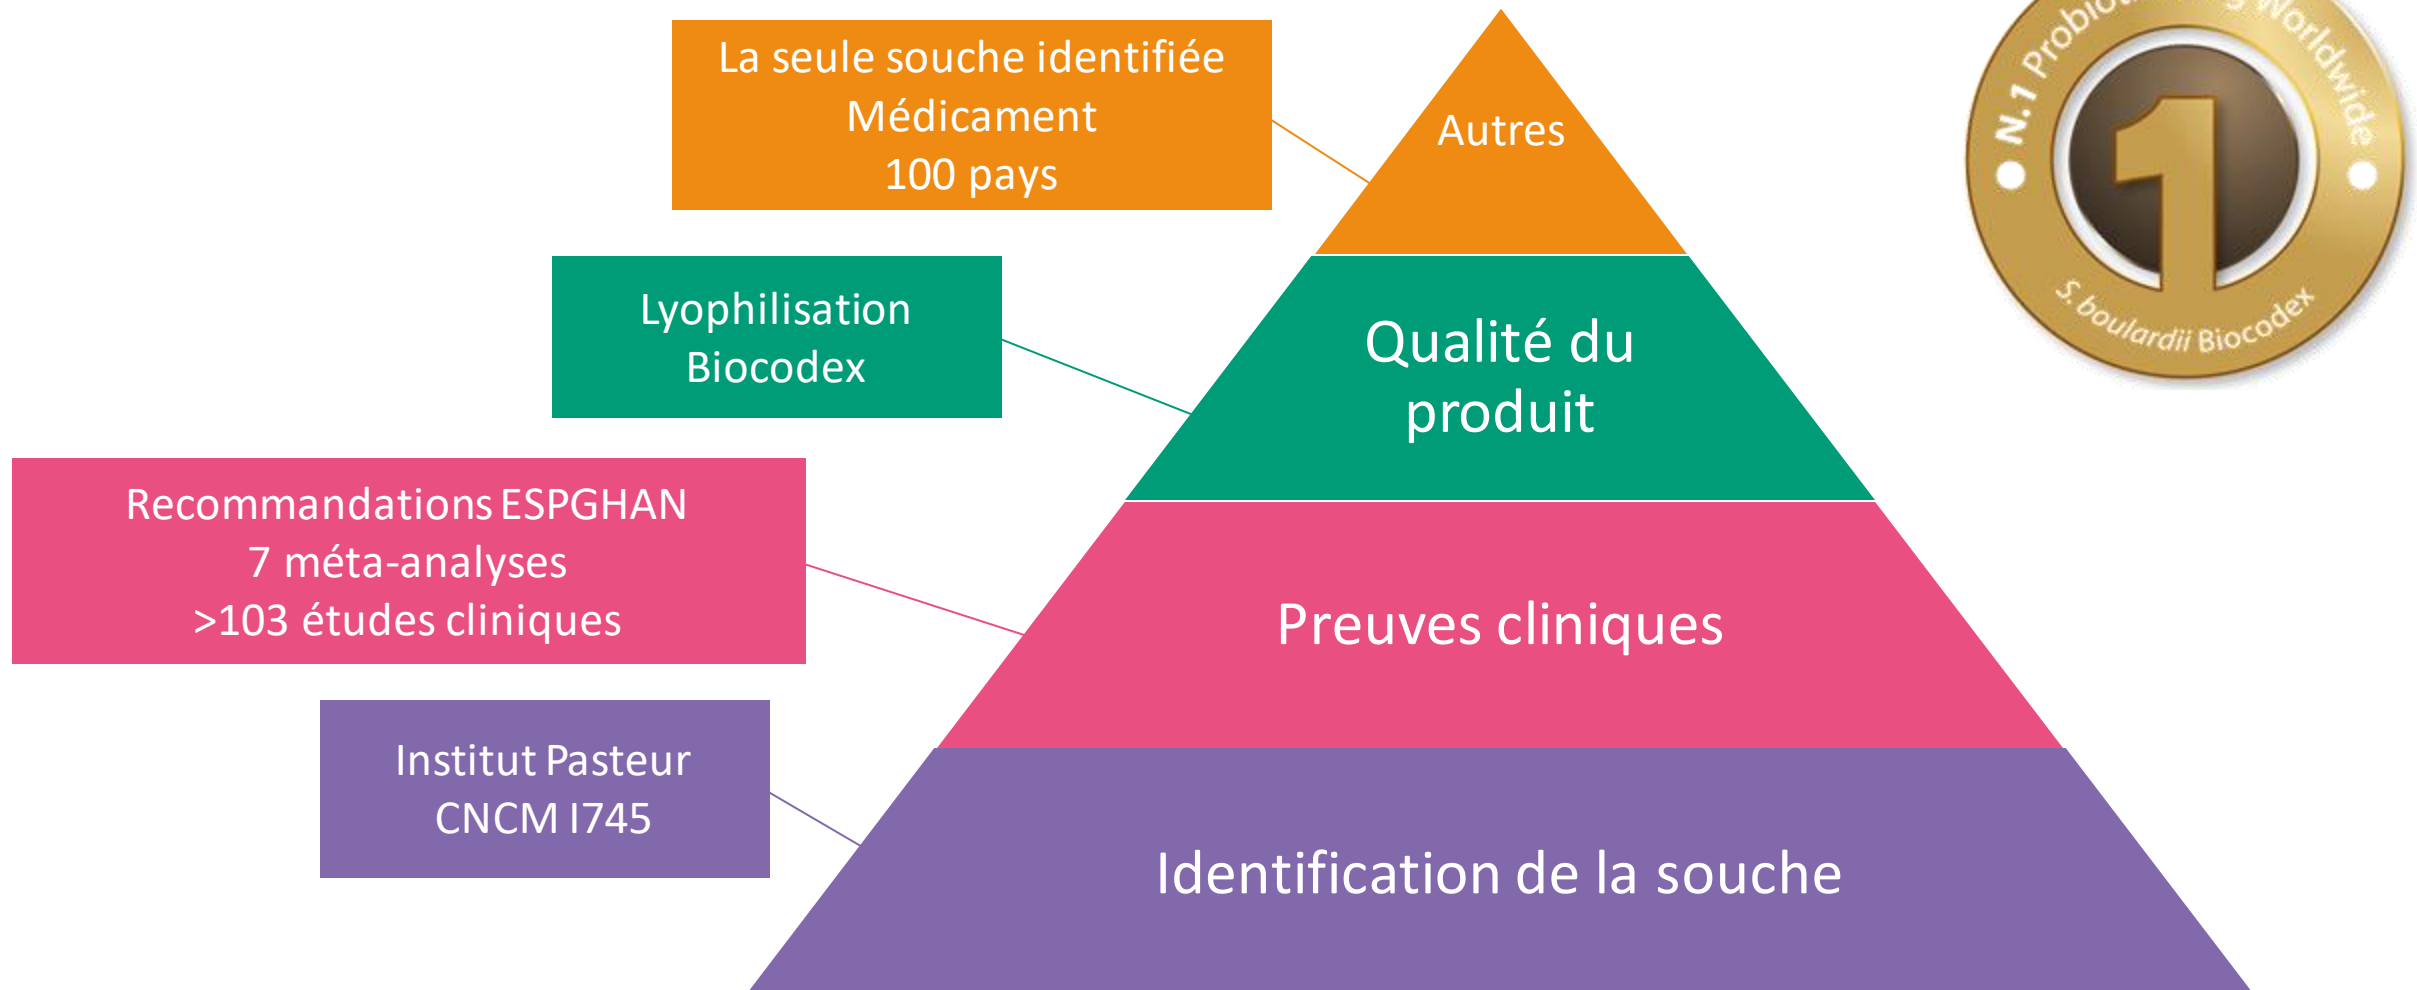 La seule souche identifiée
Médicament
100 pays
Autres
N.1 Worldwide
S. boulardii Biocodex
Lyophilisation
Biocodex
Qualité du
produit
Recommandations ESPGHAN
7 méta-analyses
>103 études cliniques
Preuves cliniques
Institut Pasteur
CNCM I745
Identification de la souche
1